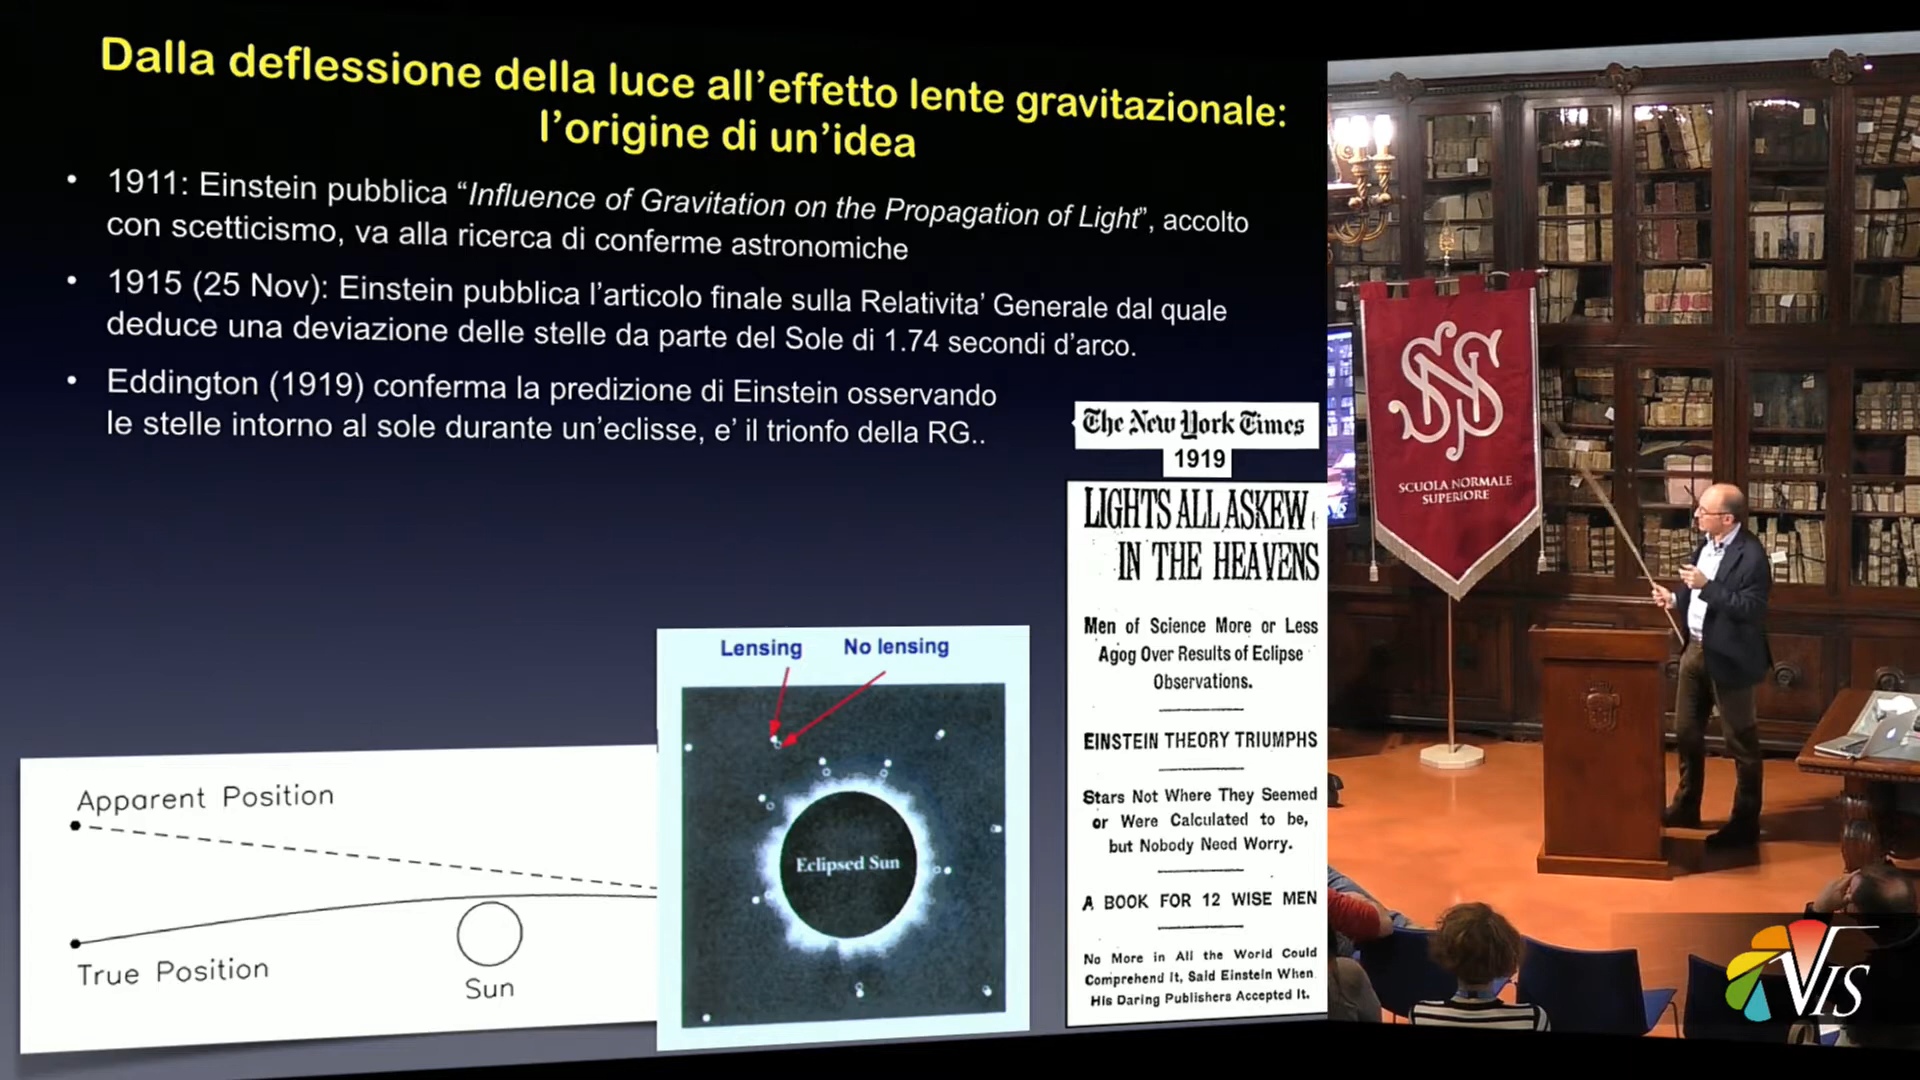 Dalla deflessione della luce all'effetto lente gravitazionale:
l'origine di un'idea
• 1911: Einstein pubblica “Influence of Gravitation on the Propagation of Light”, accolto
con scetticismo, va alla ricerca di conferme astronomiche
• 1915 (25 Nov): Einstein pubblica l'articolo finale sulla Relativita' Generale dal quale
deduce una deviazione delle stelle da parte del Sole di 1.74 secondi d'arco.
• Eddington (1919) conferma la predizione di Einstein osservando
le stelle intorno al sole durante un'eclisse, e' il trionfo della RG..
Apparent Position
True Position
Sun
Lensing No lensing
Eclipsed Sun
The New York Times
1919
LIGHTS ALL ASKEW
IN THE HEAVENS
Men of Science More or Less
Agog Over Results of Eclipse
Observations.
EINSTEIN THEORY TRIUMPHS
Stars Not Where They Seemed
or Were Calculated to be,
but Nobody Need Worry.
A BOOK FOR 12 WISE MEN
No More in All the World Could
Comprehend It, Said Einstein When
His Daring Publishers Accepted It.
SNS
SCUOLA NORMALE
SUPERIORE
VIS